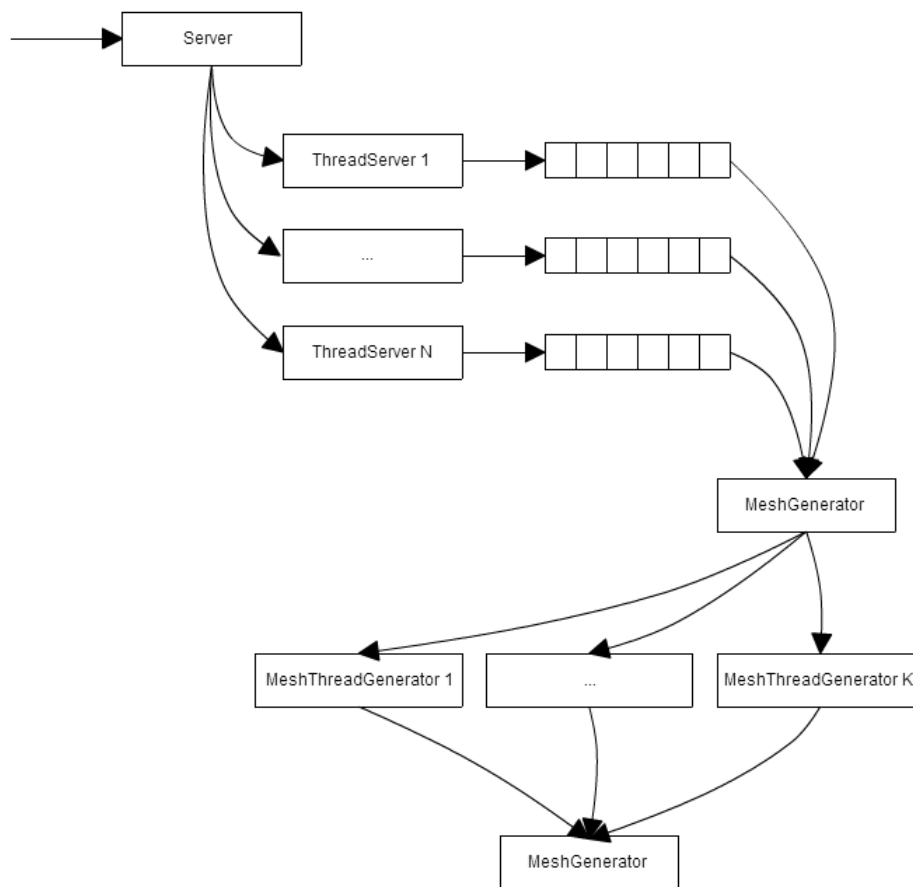 Server
ThreadServer 1
...
ThreadServer N
MeshGenerator
MeshThreadGenerator 1
...
MeshThreadGenerator K
MeshGenerator